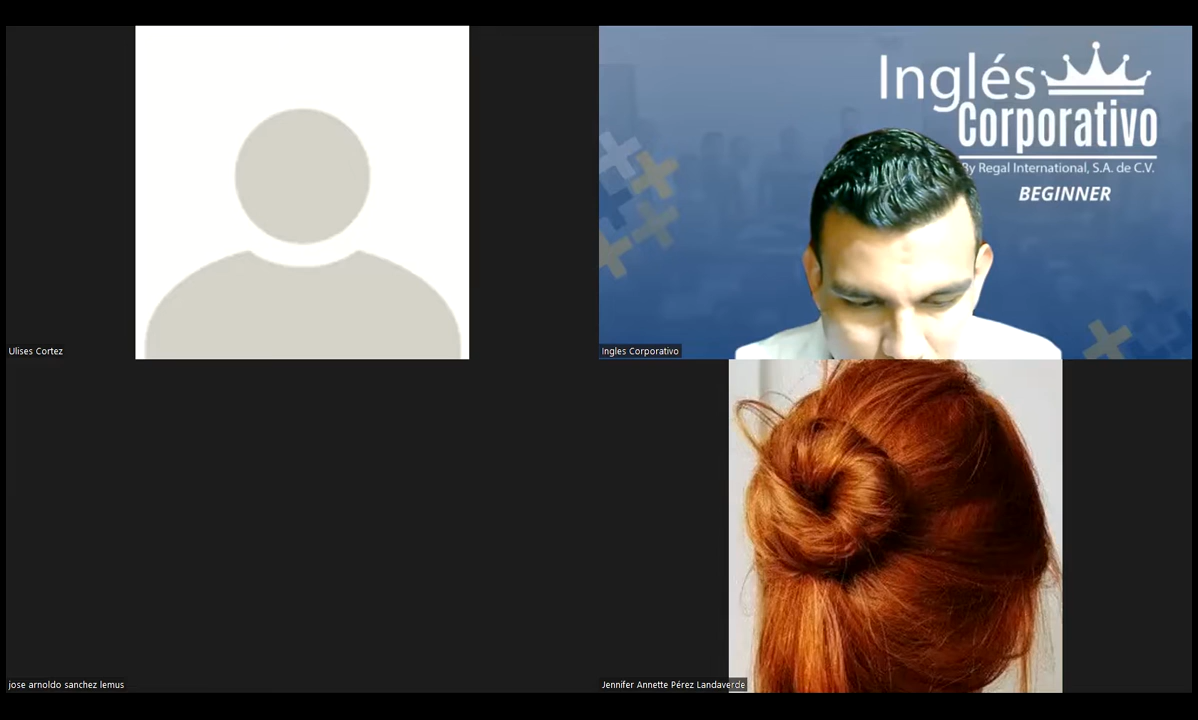 Inglés
Corporativo
By Regal International, S.A. de C.V.
BEGINNER
Ulises Cortez
Ingles Corporativo
jose arnoldo sanchez lemus
Jennifer Annette Pérez Landaverde